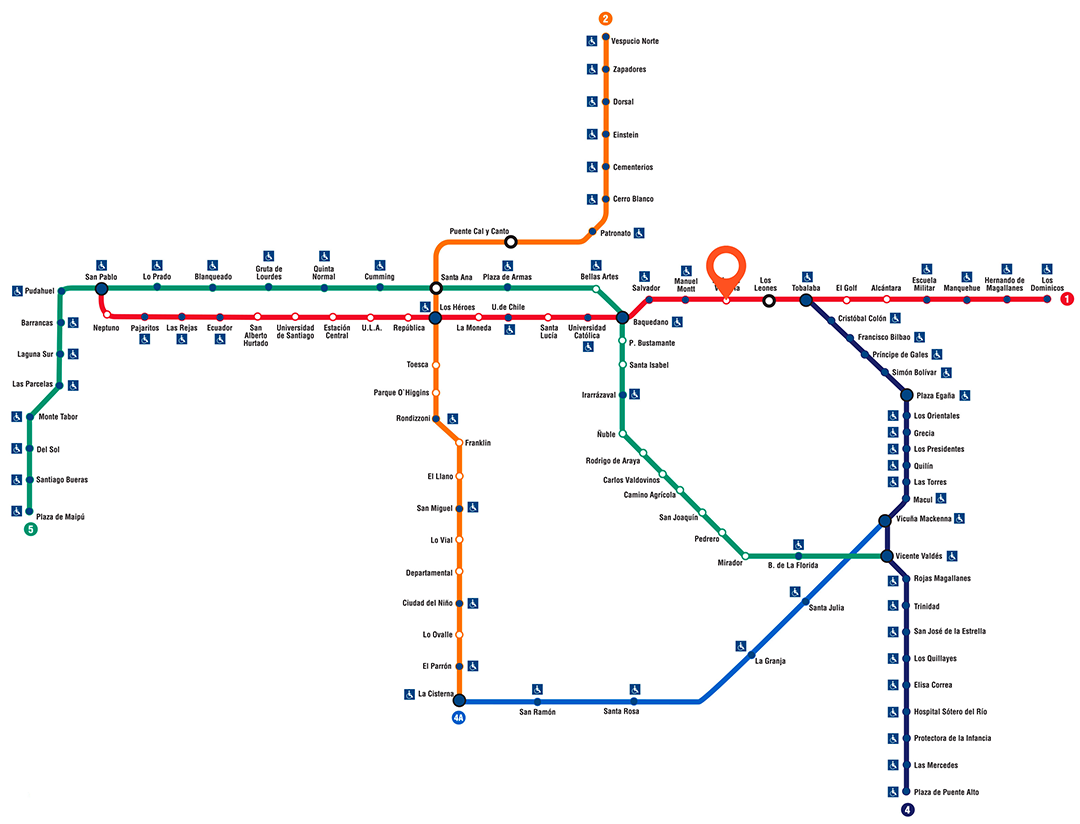 2
Vespucio Norte
Zapadores
Dorsal
Einstein
Cementerios
Cerro Blanco
Patronato
Puente Cal y Canto
San Pablo
Lo Prado
Blanqueado
Gruta de
Lourdes
Quinta
Normal
Cumming
Santa Ana
Plaza de Armas
Bellas Artes
Salvador
Manuel
Montt
Los
Leones
Tobalaba
El Golf
Alcántara
Escuela
Militar
Manquehue
Hernando de
Magallanes
Los
Dominicos
1
Pudahuel
Barrancas
Laguna Sur
Las Parcelas
Monte Tabor
Del Sol
Santiago Bueras
Plaza de Maipú
5
Neptuno
Pajaritos
Las Rejas
Ecuador
San
Alberto
Hurtado
Universidad
de Santiago
Estación
Central
U.L.A.
República
Los Héroes
La Moneda
U.de Chile
Santa
Lucía
Universidad
Católica
Baquedano
P. Bustamante
Santa Isabel
Irarrázaval
Ñuble
Rodrigo de Araya
Carlos Valdovinos
Camino Agrícola
San Joaquín
Pedrero
Mirador
B. de La Florida
Toesca
Parque O`Higgins
Rondizzoni
Franklin
El Llano
San Miguel
Lo Vial
Departamental
Ciudad del Niño
Lo Ovalle
El Parrón
La Cisterna
4A
San Ramón
Santa Rosa
La Granja
Santa Julia
Cristóbal Colón
Francisco Bilbao
Príncipe de Gales
Simón Bolívar
Plaza Egaña
Los Orientales
Grecia
Los Presidentes
Quilín
Las Torres
Macul
Vicuña Mackenna
Vicente Valdés
Rojas Magallanes
Trinidad
San José de la Estrella
Los Quillayes
Elisa Correa
Hospital Sótero del Río
Protectora de la Infancia
Las Mercedes
Plaza de Puente Alto
4